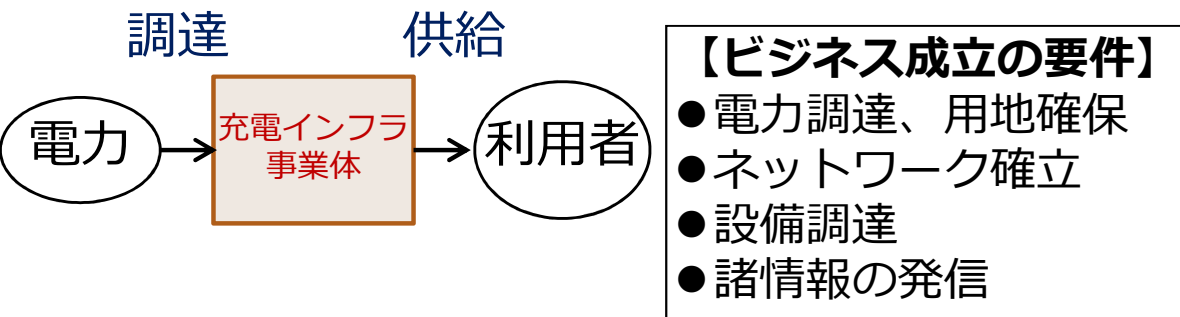 調達
供給
電力
充電インフラ
事業体
利用者
【ビジネス成立の要件】
●電力調達、用地確保
●ネットワーク確立
●設備調達
●諸情報の発信